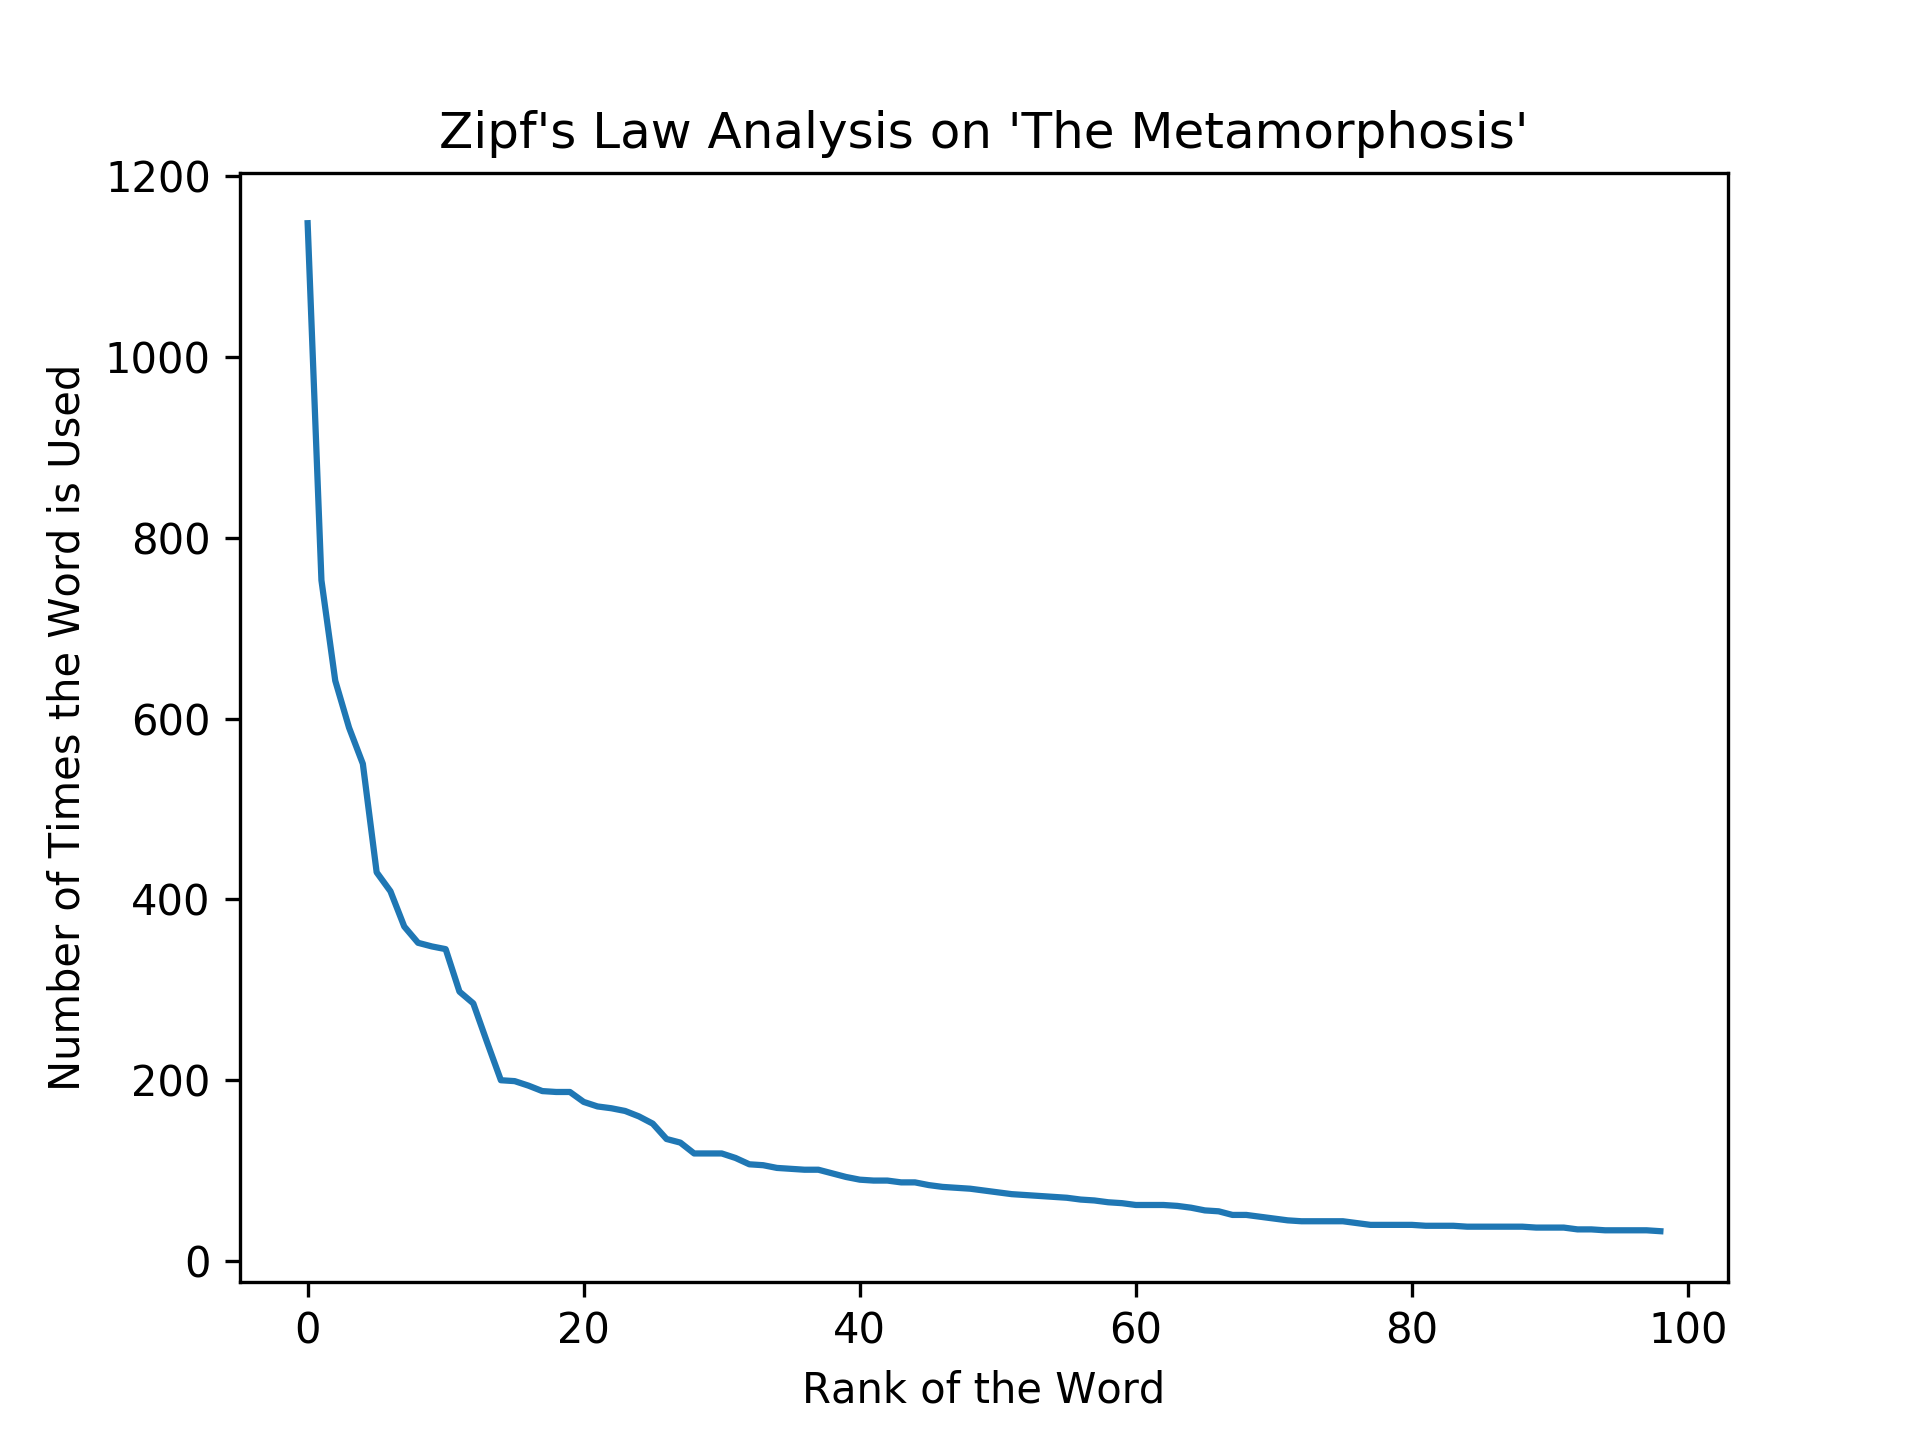 Zipf's Law Analysis on 'The Metamorphosis'
1200
1000
800
600
400
200
0
Number of Times the Word is Used
0 20 40 60 80 100
Rank of the Word